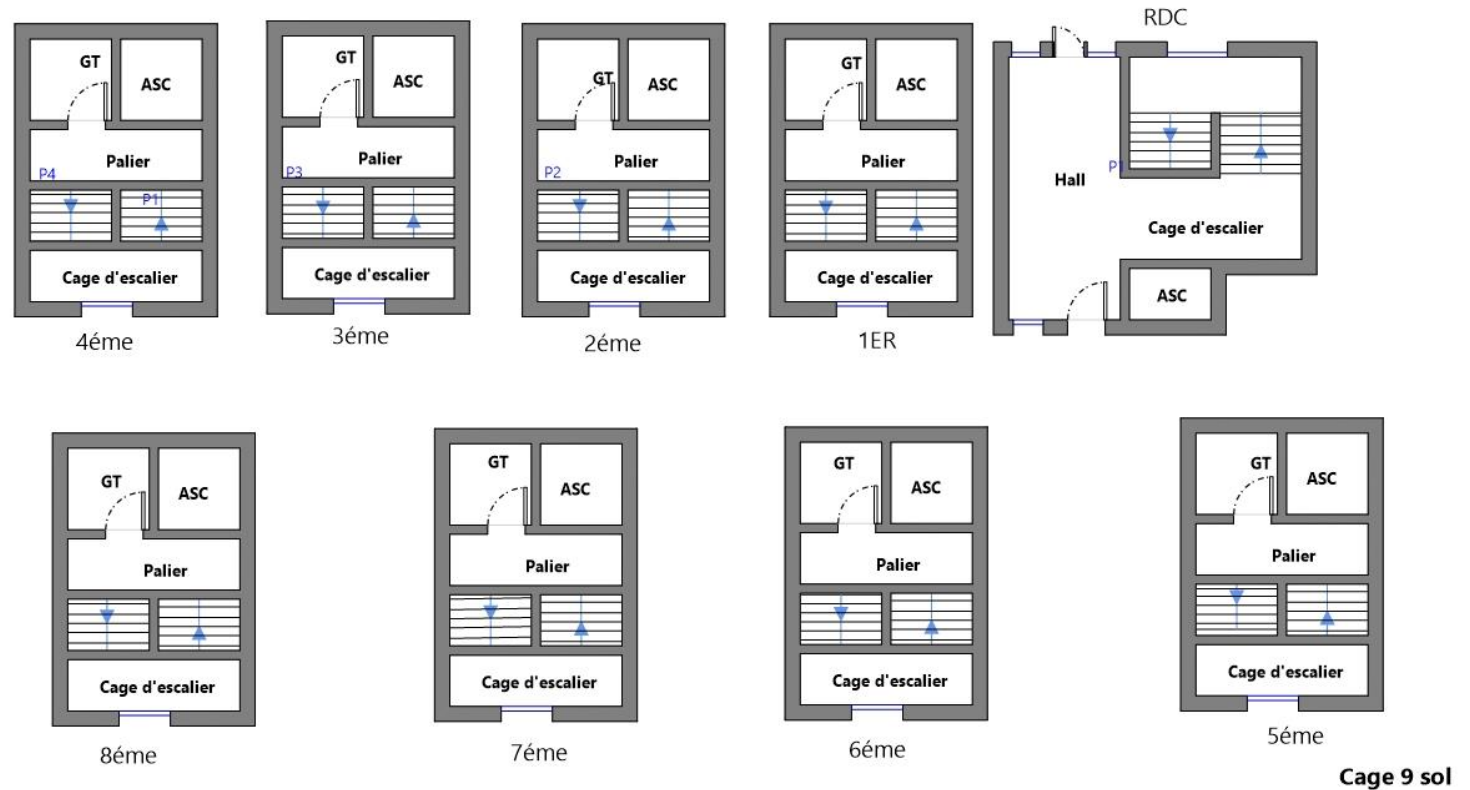 RDC
GT
ASC
Palier
P4
P1
Cage d'escalier
4éme
GT
ASC
Palier
P3
Cage d'escalier
3éme
GT
ASC
Palier
P2
Cage d'escalier
2éme
GT
ASC
Palier
Cage d'escalier
1ER
P1
Hall
Cage d'escalier
ASC
GT
ASC
Palier
Cage d'escalier
8éme
GT
ASC
Palier
Cage d'escalier
7éme
GT
ASC
Palier
Cage d'escalier
6éme
GT
ASC
Palier
Cage d'escalier
5éme
Cage 9 sol